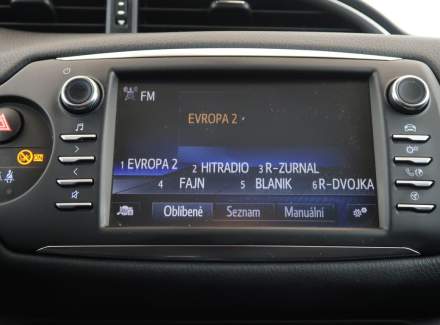 FM
EVROPA 2
1 EVROPA 2 2 HITRADIO 3 R-ZURNAL
4 FAJN 5 BLANIK 6 R-DVOJKA
Oblíbené Seznam Manuální